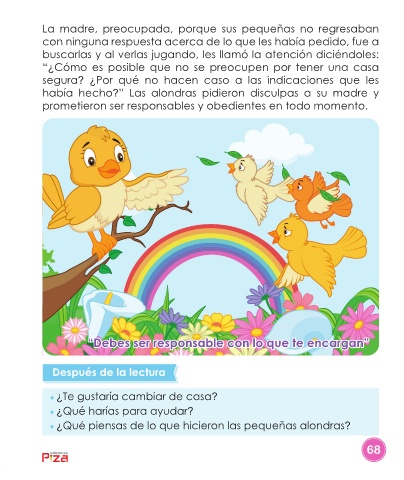 La madre, preocupada, porque sus pequeñas no regresaban
con ninguna respuesta acerca de lo que les había pedido, fue a
buscarlas y al verlas jugando, les llamó la atención diciéndoles:
“¿Cómo es posible que no se preocupen por tener una casa
segura? ¿Por qué no hacen caso a las indicaciones que les
había hecho?” Las alondras pidieron disculpas a su madre y
prometieron ser responsables y obedientes en todo momento.
“Debes ser responsable con lo que te encargan”
Después de la lectura
• ¿Te gustaría cambiar de casa?
• ¿Qué harías para ayudar?
• ¿Qué piensas de lo que hicieron las pequeñas alondras?
68